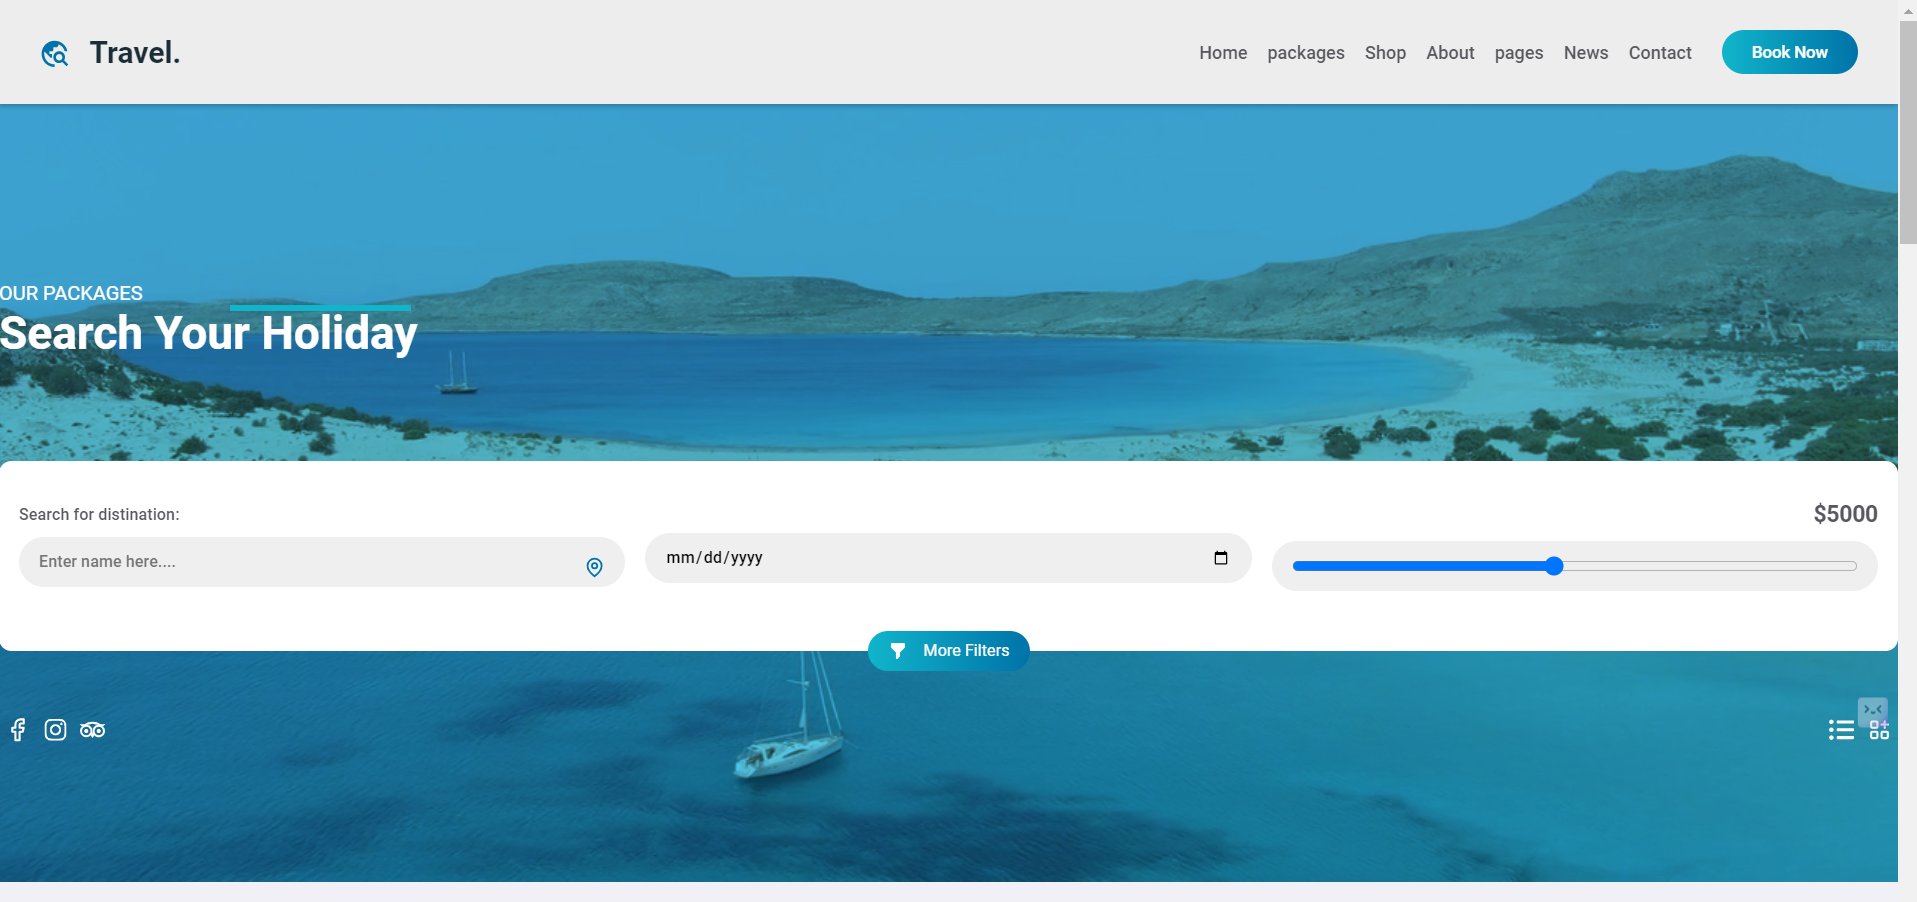 Travel.
Home packages Shop About pages News Contact Book Now
OUR PACKAGES
Search Your Holiday
Search for distination:
$5000
Enter name here....
mm/dd/yyyy
More Filters